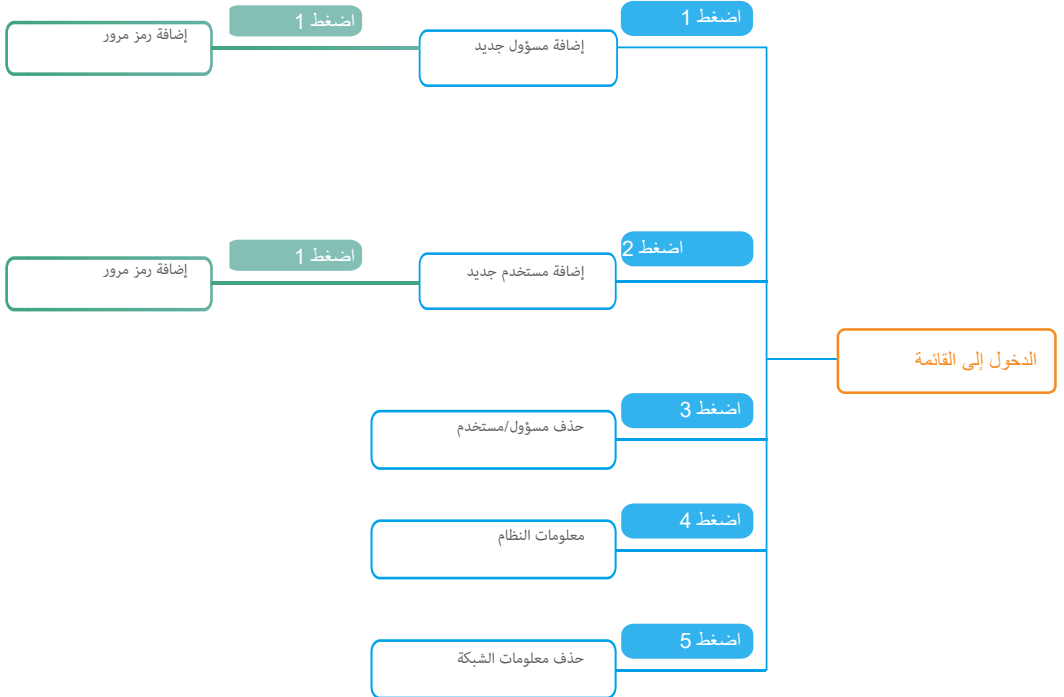 اضغط 1
إضافة مسؤول جديد
اضغط 1
إضافة رمز مرور
اضغط 2
إضافة مستخدم جديد
اضغط 1
إضافة رمز مرور
الدخول إلى القائمة
اضغط 3
حذف مسؤول/مستخدم
اضغط 4
معلومات النظام
اضغط 5
حذف معلومات الشبكة